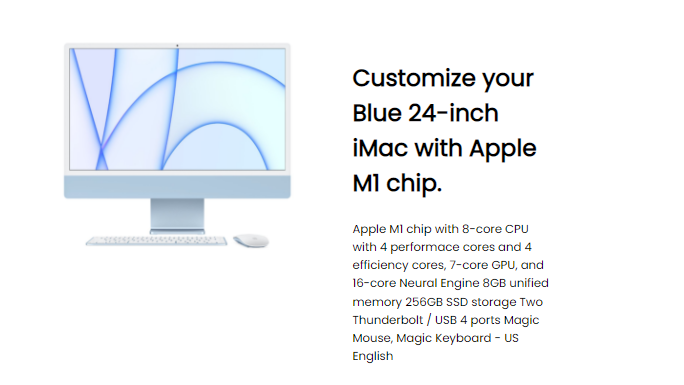 Customize your
Blue 24-inch
iMac with Apple
M1 chip.
Apple M1 chip with 8-core CPU
with 4 performace cores and 4
efficiency cores, 7-core GPU, and
16-core Neural Engine 8GB unified
memory 256GB SSD storage Two
Thunderbolt / USB 4 ports Magic
Mouse, Magic Keyboard - US
English